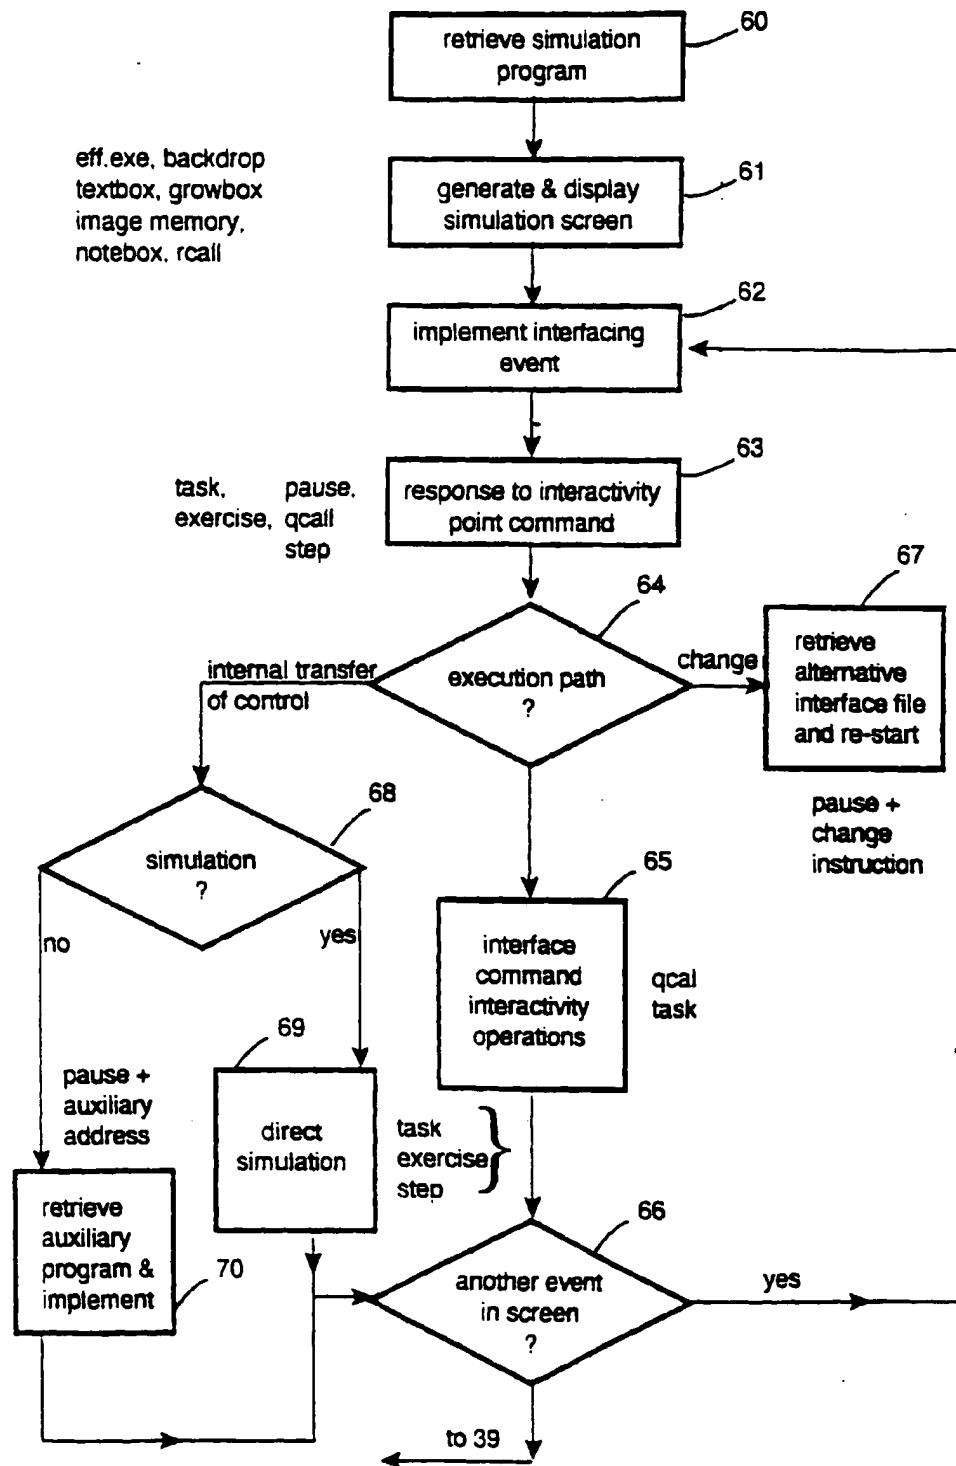 60
retrieve simulation
program
eff.exe, backdrop
textbox, growbox
image memory,
notebox, rcall
61
generate & display
simulation screen
62
implement interfacing
event
63
task, pause,
exercise, qcall
step
response to interactivity
point command
64
67
internal transfer
of control
execution path
?
change
retrieve
alternative
interface file
and re-start
68
simulation
?
pause +
change
instruction
65
no
yes
interface
command
interactivity
operations
qcal
task
69
pause +
auxiliary
address
direct
simulation
task
exercise
step
}
retrieve
auxiliary
program &
implement
70
66
another event
in screen
?
yes
to 39